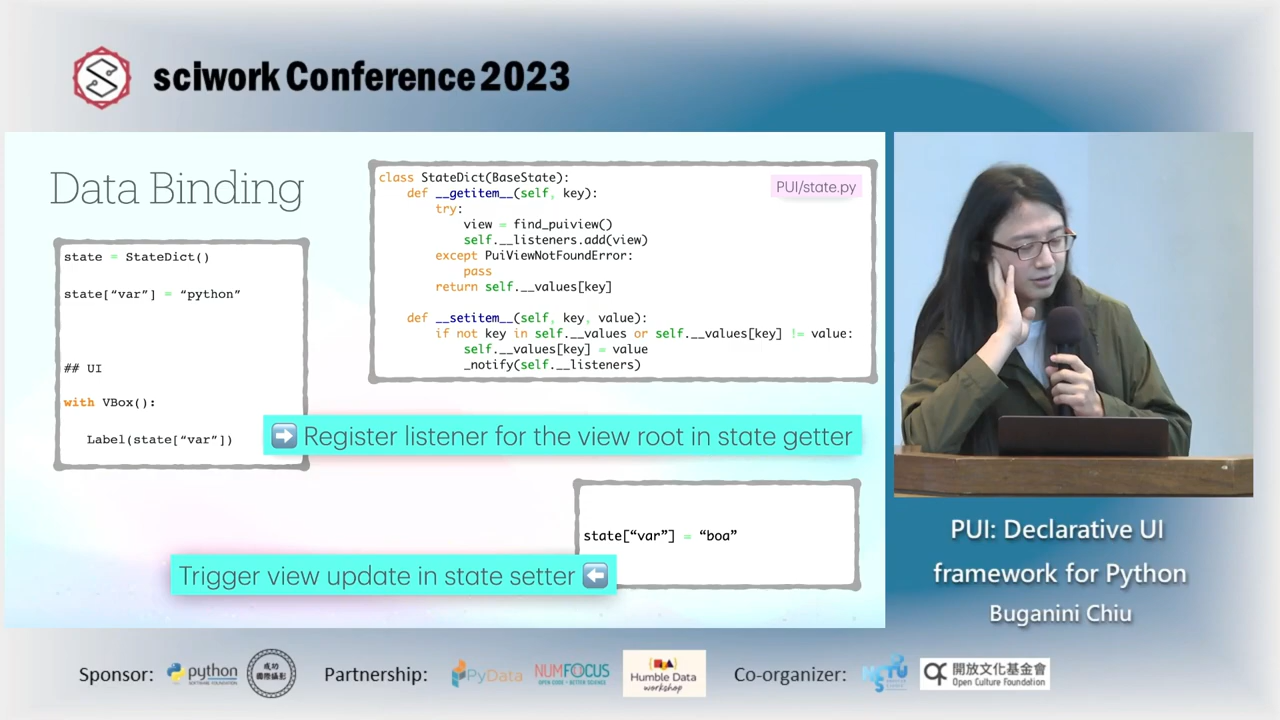 sciwork Conference 2023
Data Binding
state = StateDict()
state[“var”] = “python”
## UI
with VBox():
Label(state[“var”])
class StateDict(BaseState):
def __getitem__(self, key):
try:
view = find_puiview()
self.__listeners.add(view)
except PuiViewNotFoundError:
pass
return self.__values[key]
def __setitem__(self, key, value):
if not key in self.__values or self.__values[key] != value:
self.__values[key] = value
_notify(self.__listeners)
PUI/state.py
Register listener for the view root in state getter
state[“var”] = “boa”
Trigger view update in state setter
PUI: Declarative UI
framework for Python
Buganini Chiu
Sponsor:
python
Partnership:
PyData
NUMFOCUS
OPEN CODE = BETTER SCIENCE
Humble Data
workshop
Co-organizer:
開放文化基金會
Open Culture Foundation